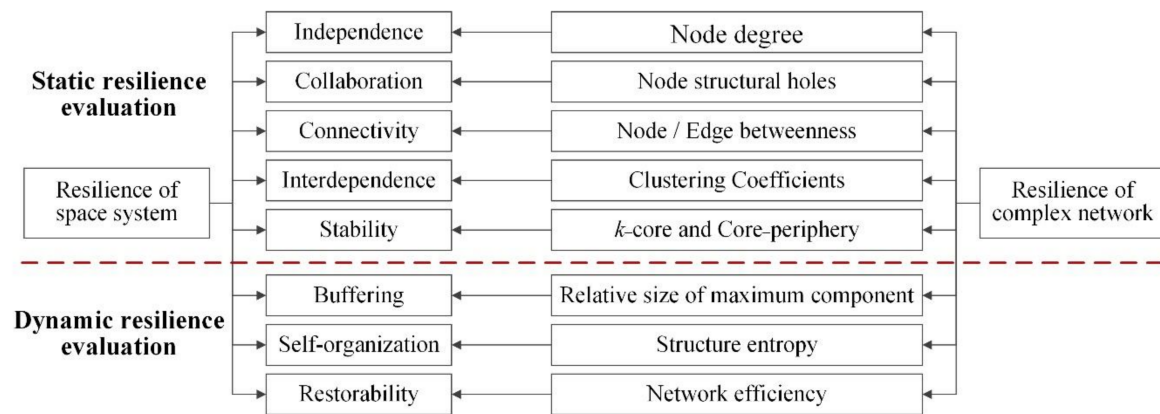 Static resilience
evaluation
Independence
Node degree
Collaboration
Node structural holes
Connectivity
Node / Edge betweenness
Resilience of
space system
Interdependence
Clustering Coefficients
Resilience of
complex network
Stability
k-core and Core-periphery
Dynamic resilience
evaluation
Buffering
Relative size of maximum component
Self-organization
Structure entropy
Restorability
Network efficiency